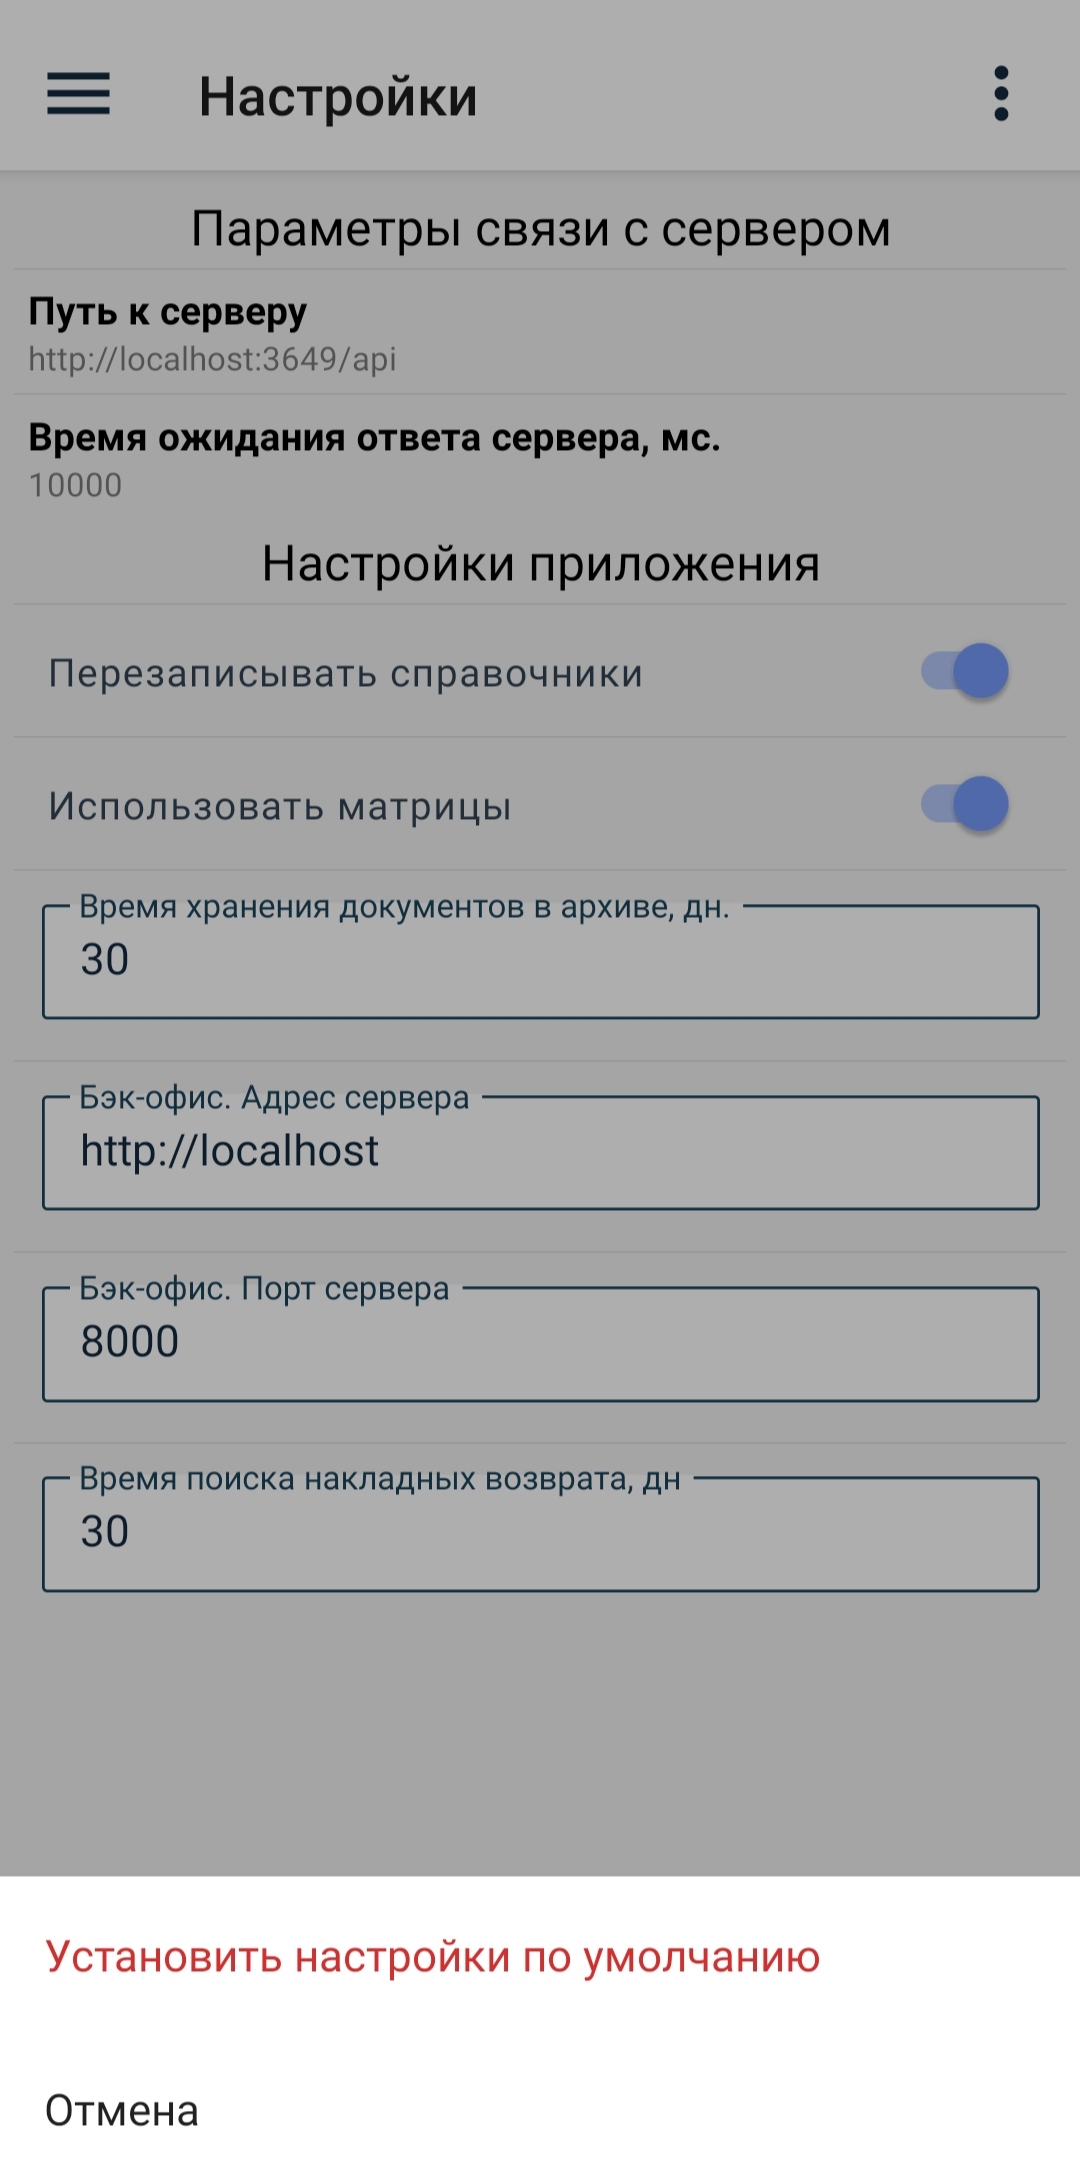 Настройки
Параметры связи с сервером
Путь к серверу
http://localhost:3649/api
Время ожидания ответа сервера, мс.
10000
Настройки приложения
Перезаписывать справочники
Использовать матрицы
Время хранения документов в архиве, дн.
30
Бэк-офис. Адрес сервера
http://localhost
Бэк-офис. Порт сервера
8000
Время поиска накладных возврата, дн
30
Установить настройки по умолчанию
Отмена